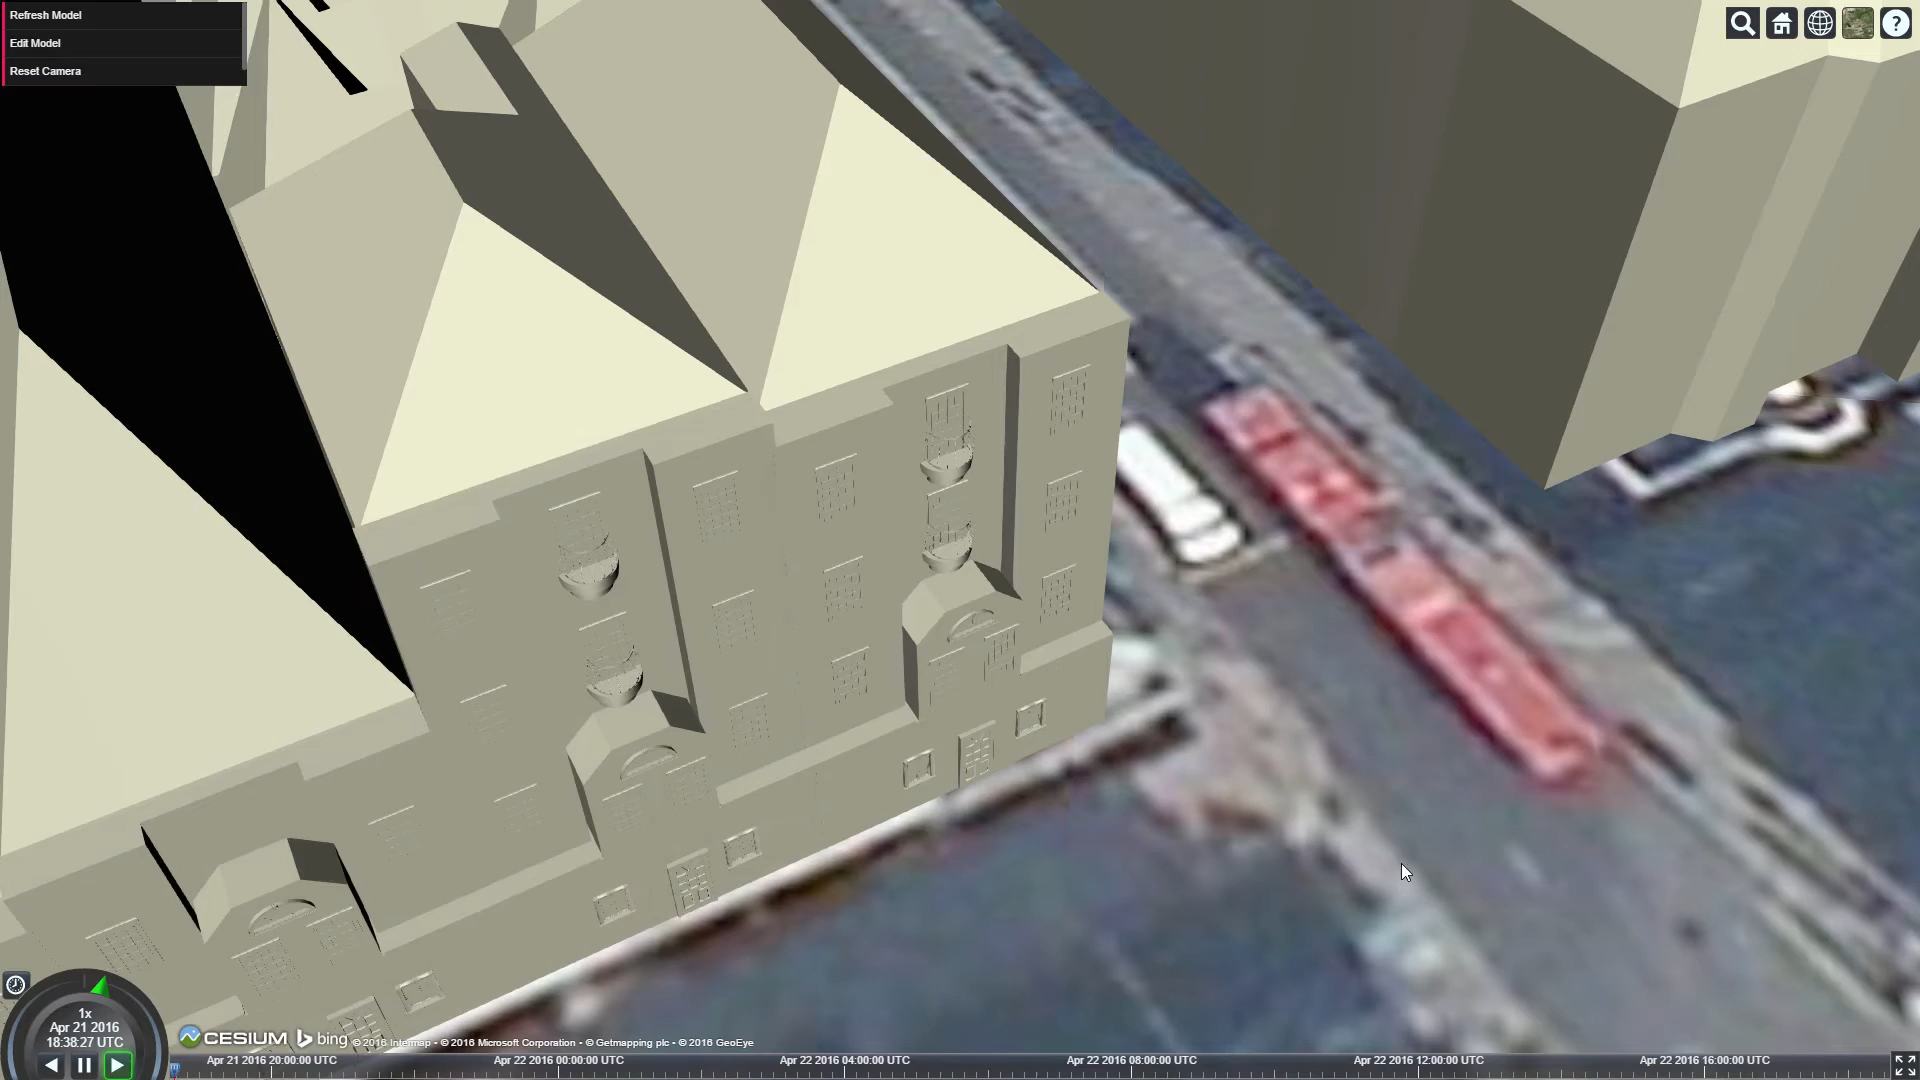 Refresh Model
Edit Model
Reset Camera
?
1x
Apr 21 2016
18:38:27 UTC
CESIUM bing © 2016 Intermap - © 2016 Microsoft Corporation - © Getmapping plc - © 2016 GeoEye
Apr 21 2016 20:00:00 UTC Apr 22 2016 00:00:00 UTC Apr 22 2016 04:00:00 UTC Apr 22 2016 08:00:00 UTC Apr 22 2016 12:00:00 UTC Apr 22 2016 16:00:00 UTC